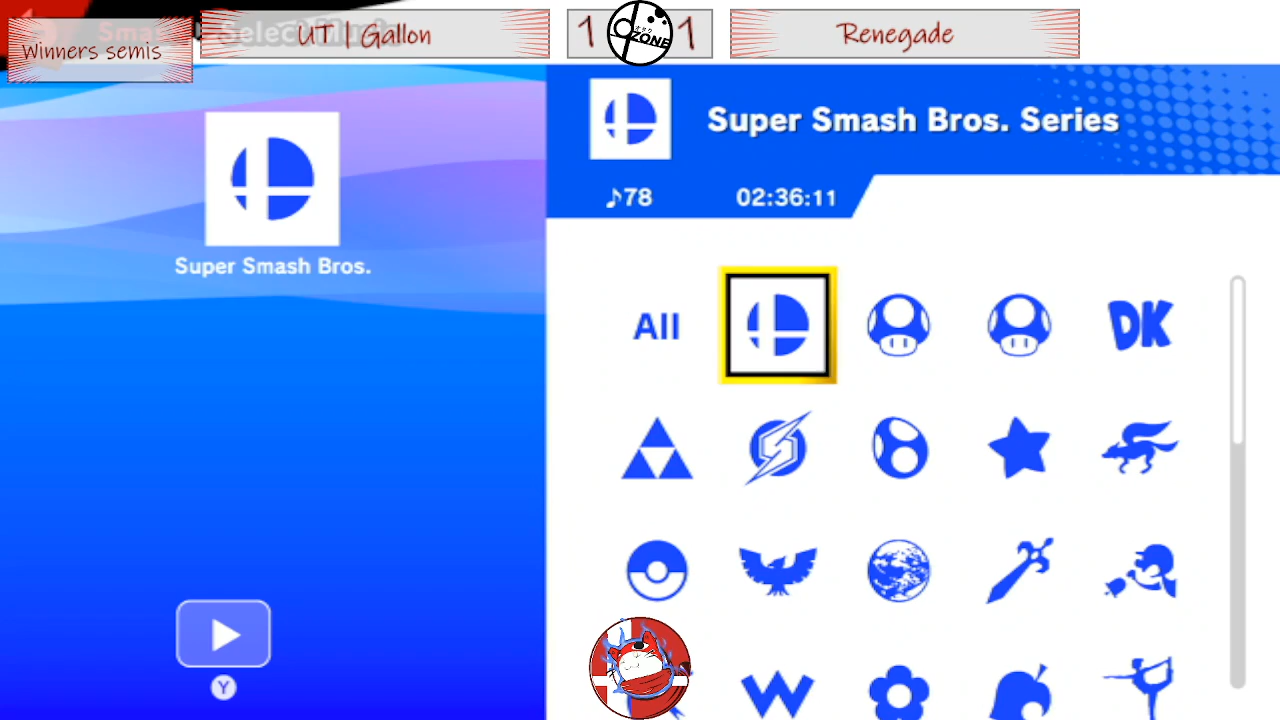 Winners semis
UT | Gallon
1
ZONE
1
Renegade
Super Smash Bros. Series
♪78
02:36:11
Super Smash Bros.
All
DK
Y